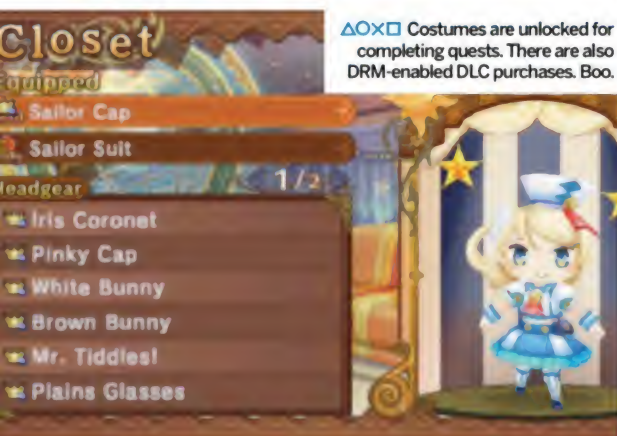 Closet
Equipped
Sailor Cap
Sailor Suit
Headgear
1/2
Iris Coronet
Pinky Cap
White Bunny
Brown Bunny
Mr. Tiddles!
Plains Glasses
△○×□ Costumes are unlocked for
completing quests. There are also
DRM-enabled DLC purchases. Boo.